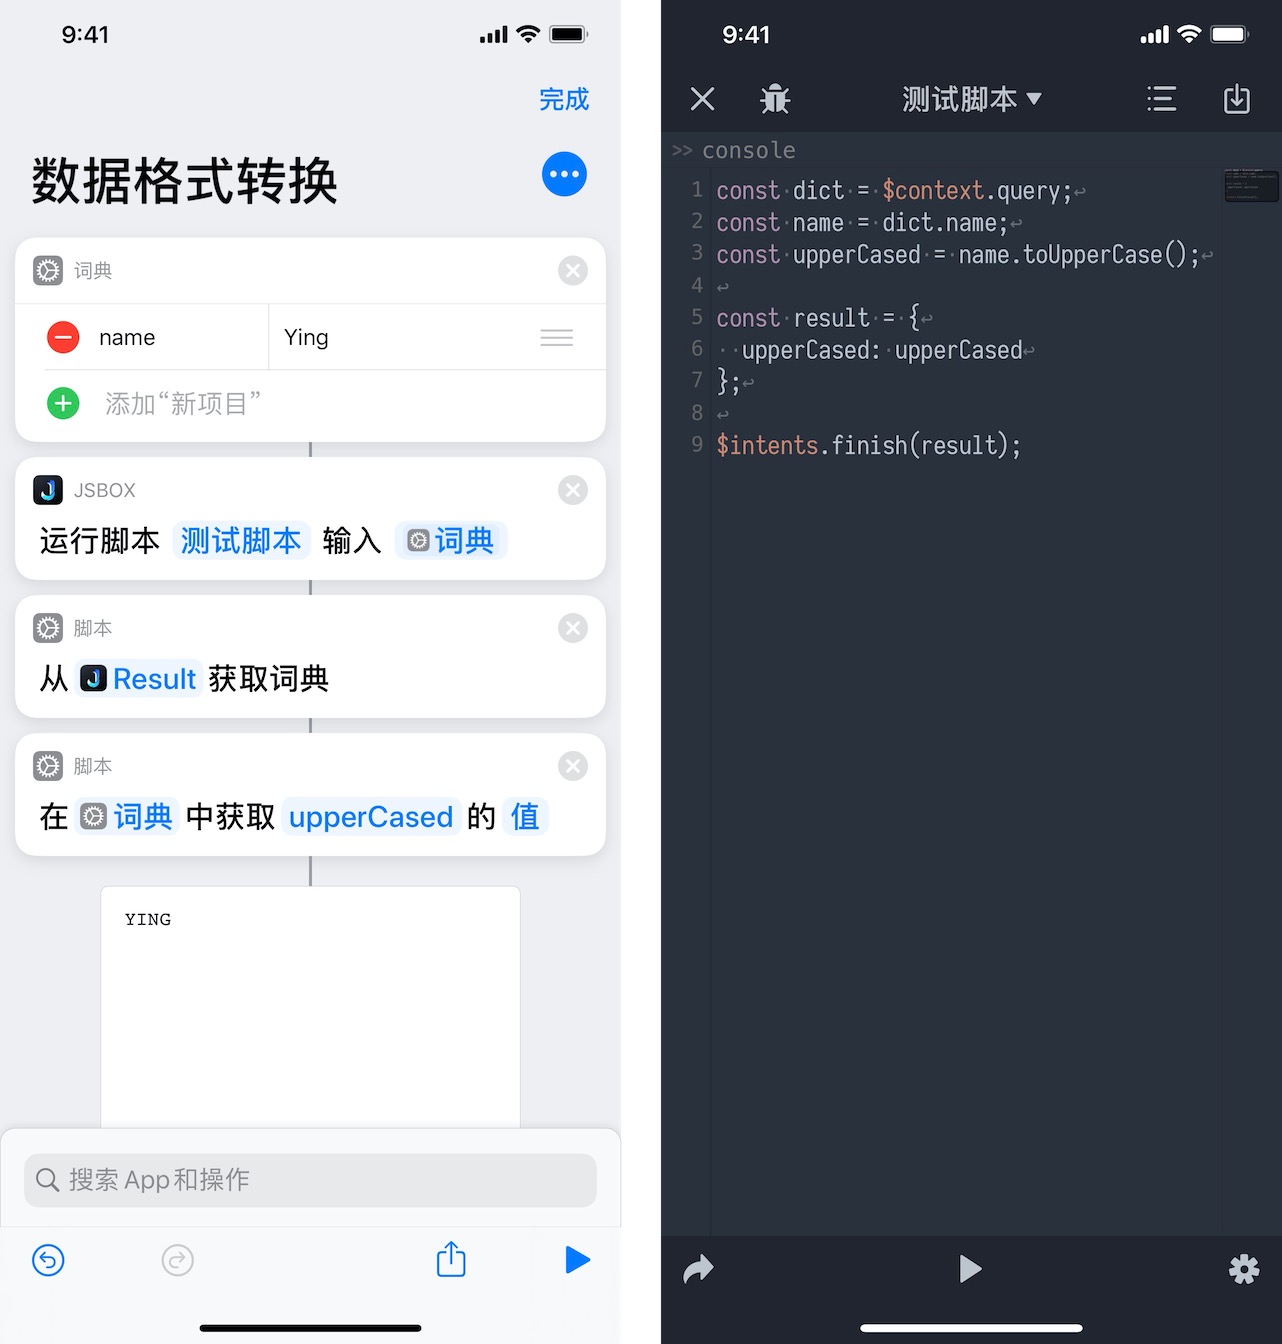 9:41
完成
数据格式转换
词典
name
Ying
添加“新项目”
JSBOX
运行脚本 测试脚本 输入 词典
脚本
从 Result 获取词典
脚本
在 词典 中获取 upperCased 的 值
YING
搜索 App 和操作
9:41
测试脚本 ▼
>> console
1 const·dict·=·$context.query;↩
2 const·name·=·dict.name;↩
3 const·upperCased·=·name.toUpperCase();↩
4 ↩
5 const·result·=·{↩
6 ··upperCased:·upperCased↩
7 };↩
8 ↩
9 $intents.finish(result);